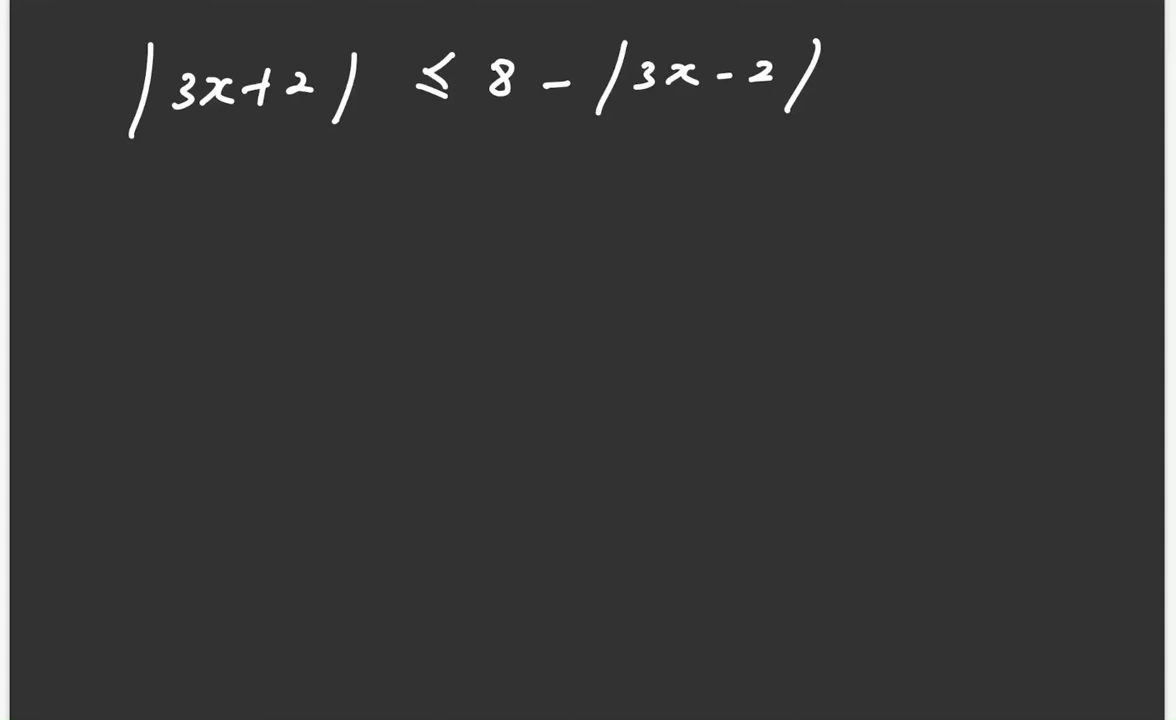 |3x+2| ≤ 8 - |3x-2|